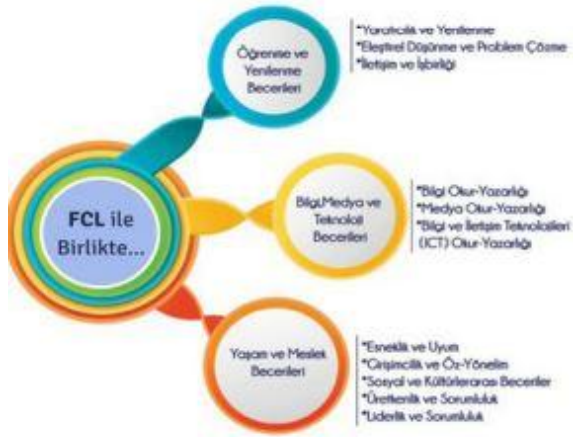 Öğrenme ve
Yenilenme
Becerileri
*Yaratıcılık ve Yenilenme
*Eleştirel Düşünme ve Problem Çözme
*İletişim ve İşbirliği
FCL ile
Birlikte...
Bilgi,Medya ve
Teknoloji
Becerileri
*Bilgi Okur-Yazarlığı
*Medya Okur-Yazarlığı
*Bilgi ve İletişim Teknolojileri
(ICT) Okur-Yazarlığı
Yaşam ve Meslek
Becerileri
*Esneklik ve Uyum
*Girişimcilik ve Öz-Yönelim
*Sosyal ve Kültürlerarası Beceriler
*Üretkenlik ve Sorumluluk
*Liderlik ve Sorumluluk